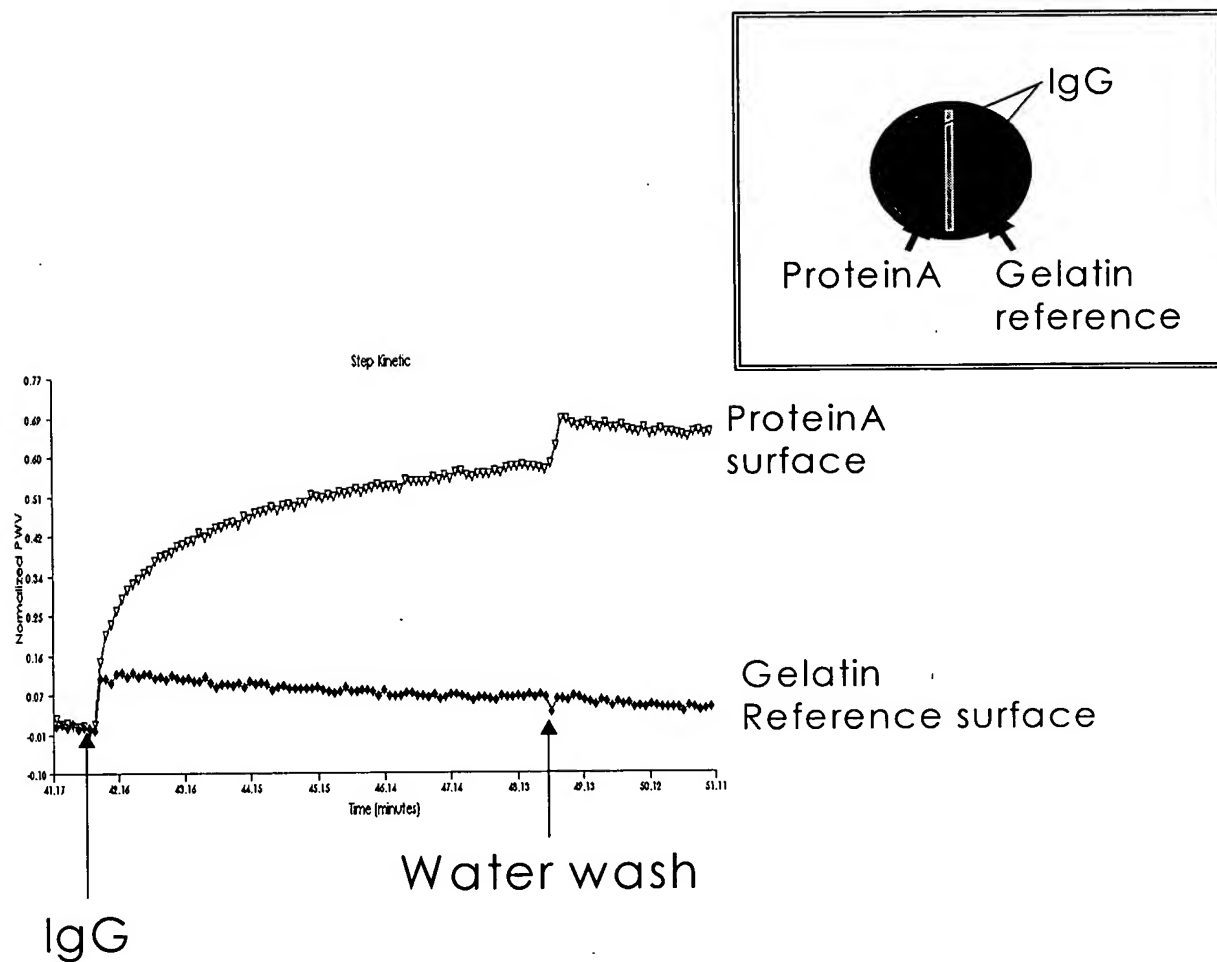 IgG
ProteinA
Gelatin
reference
Step Kinetic
0.77
0.69
0.60
0.51
0.42
0.34
0.25
0.16
0.07
-0.01
-0.10
Normalized PWV
41.17
42.16
43.16
44.15
45.15
46.14
47.14
48.13
49.13
50.12
51.11
Time (minutes)
ProteinA
surface
Gelatin
Reference surface
Water wash
IgG